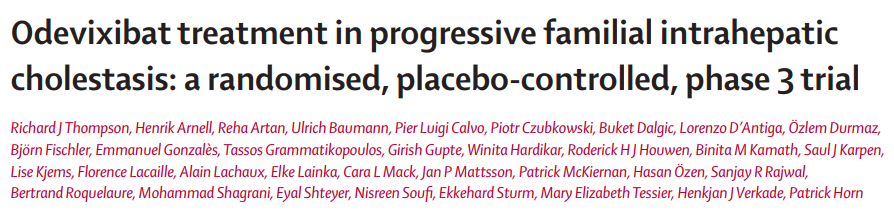 Odevixibat treatment in progressive familial intrahepatic
cholestasis: a randomised, placebo-controlled, phase 3 trial
Richard J Thompson, Henrik Arnell, Reha Artan, Ulrich Baumann, Pier Luigi Calvo, Piotr Czubkowski, Buket Dalgic, Lorenzo D’Antiga, Özlem Durmaz,
Björn Fischler, Emmanuel Gonzalès, Tassos Grammatikopoulos, Girish Gupte, Winita Hardikar, Roderick H J Houwen, Binita M Kamath, Saul J Karpen,
Lise Kjems, Florence Lacaille, Alain Lachaux, Elke Lainka, Cara L Mack, Jan P Mattsson, Patrick McKiernan, Hasan Özen, Sanjay R Rajwal,
Bertrand Roquelaure, Mohammad Shagrani, Eyal Shteyer, Nisreen Soufi, Ekkehard Sturm, Mary Elizabeth Tessier, Henkjan J Verkade, Patrick Horn